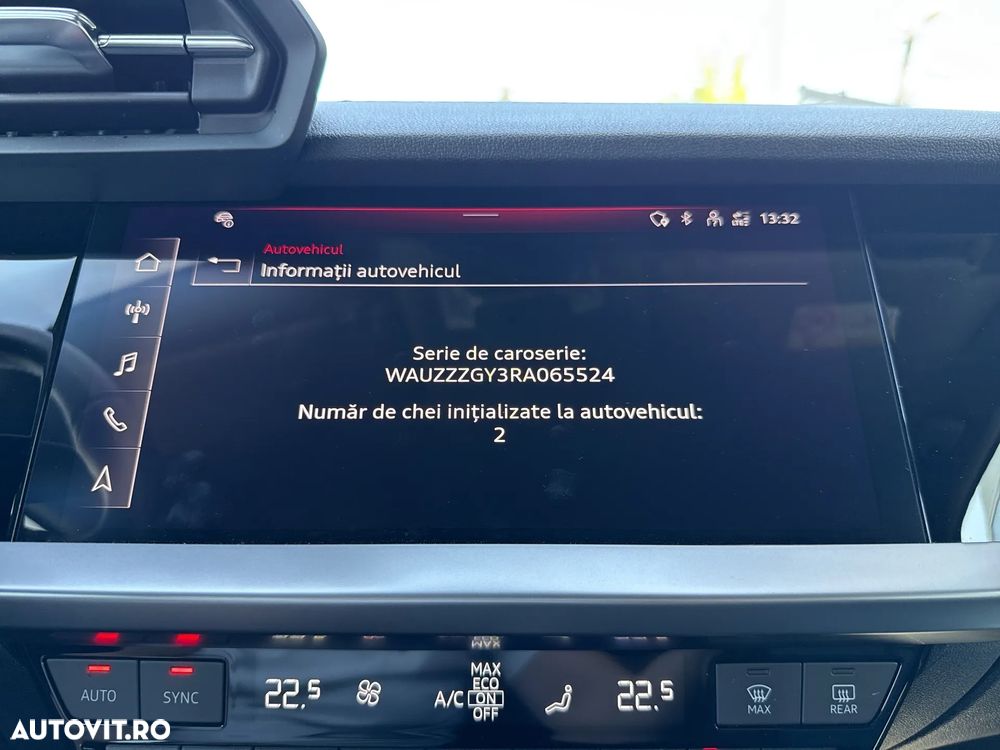 13:32
Autovehicul
Informații autovehicul
Serie de caroserie:
WAUZZZGY3RA065524
Număr de chei inițializate la autovehicul:
2
AUTO
SYNC
22.5
A/C
MAX
ECO
ON
OFF
22.5
MAX
REAR
AUTOVIT.RO